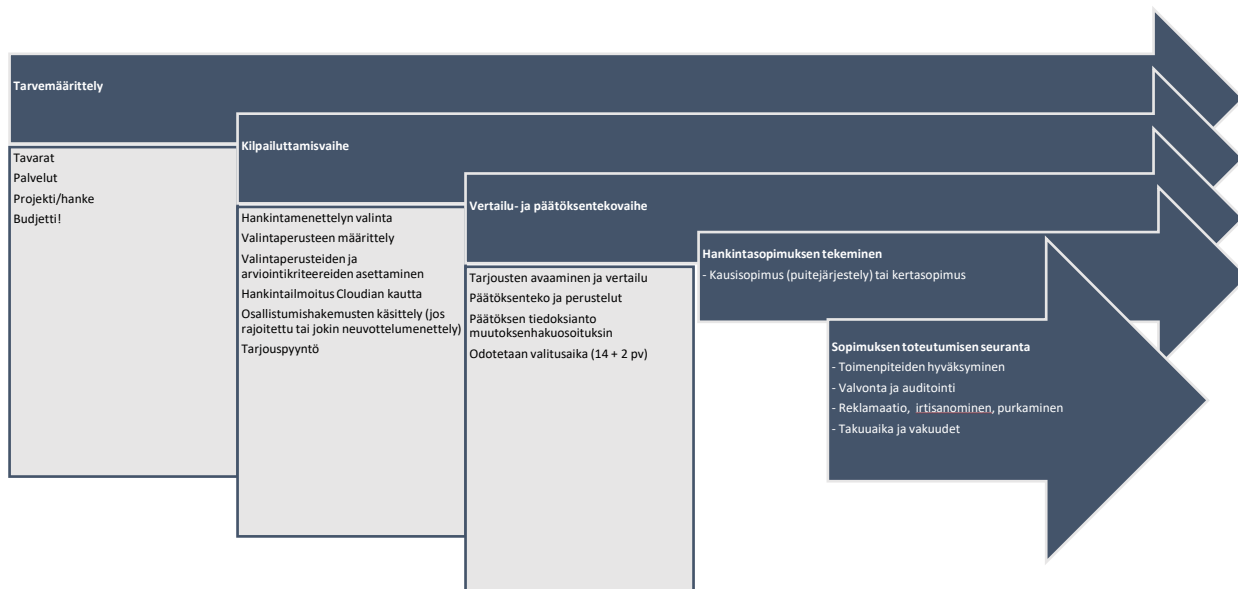 Tarvemäärittely
Tavarat
Palvelut
Projekti/hanke
Budjetti!
Kilpailuttamisvaihe
Hankintamenettelyn valinta
Valintaperusteen määrittely
Valintaperusteiden ja
arviointikriteereiden asettaminen
Hankintailmoitus Cloudian kautta
Osallistumishakemusten käsittely (jos
rajoitettu tai jokin neuvottelumenettely)
Tarjouspyyntö
Vertailu- ja päätöksentekovaihe
Tarjousten avaaminen ja vertailu
Päätöksenteko ja perustelut
Päätöksen tiedoksianto
muutoksenhakuosoituksin
Odotetaan valitusaika (14 + 2 pv)
Hankintasopimuksen tekeminen
- Kausisopimus (puitejärjestely) tai kertasopimus
Sopimuksen toteutumisen seuranta
- Toimenpiteiden hyväksyminen
- Valvonta ja auditointi
- Reklamaatio, irtisanominen, purkaminen
- Takuuaika ja vakuudet